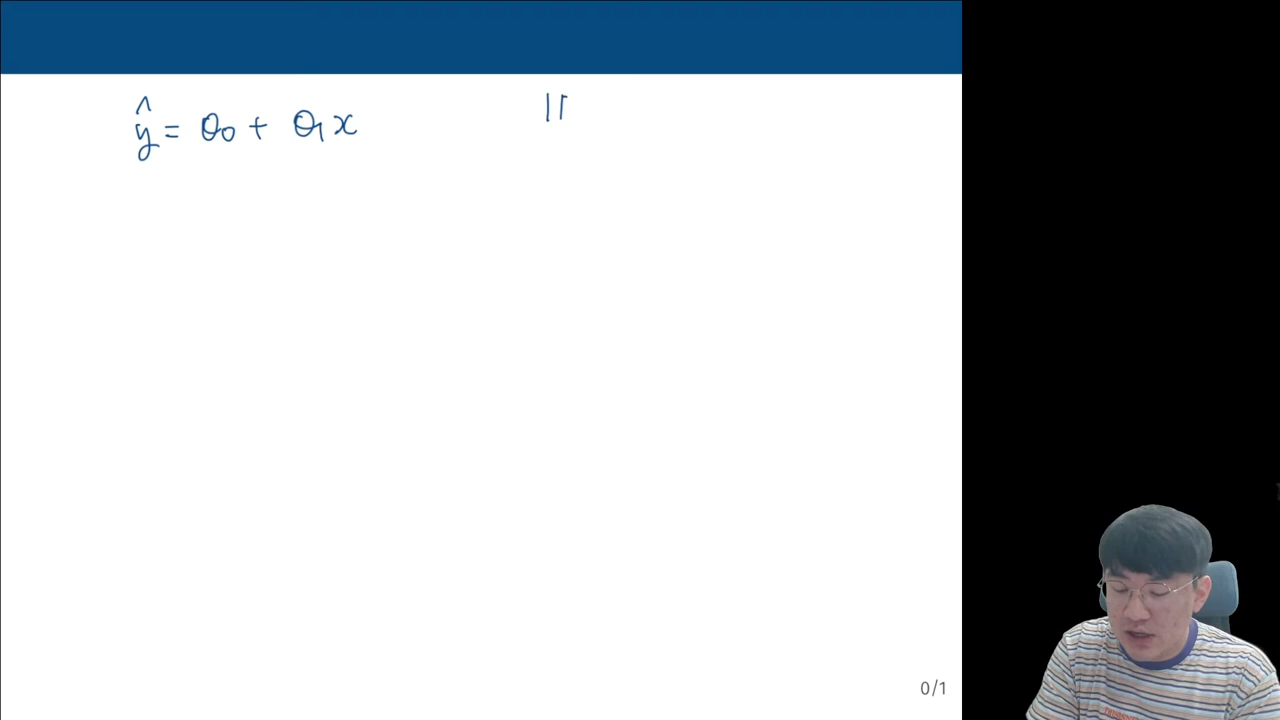 ŷ = θ₀ + θ₁x ||
0/1